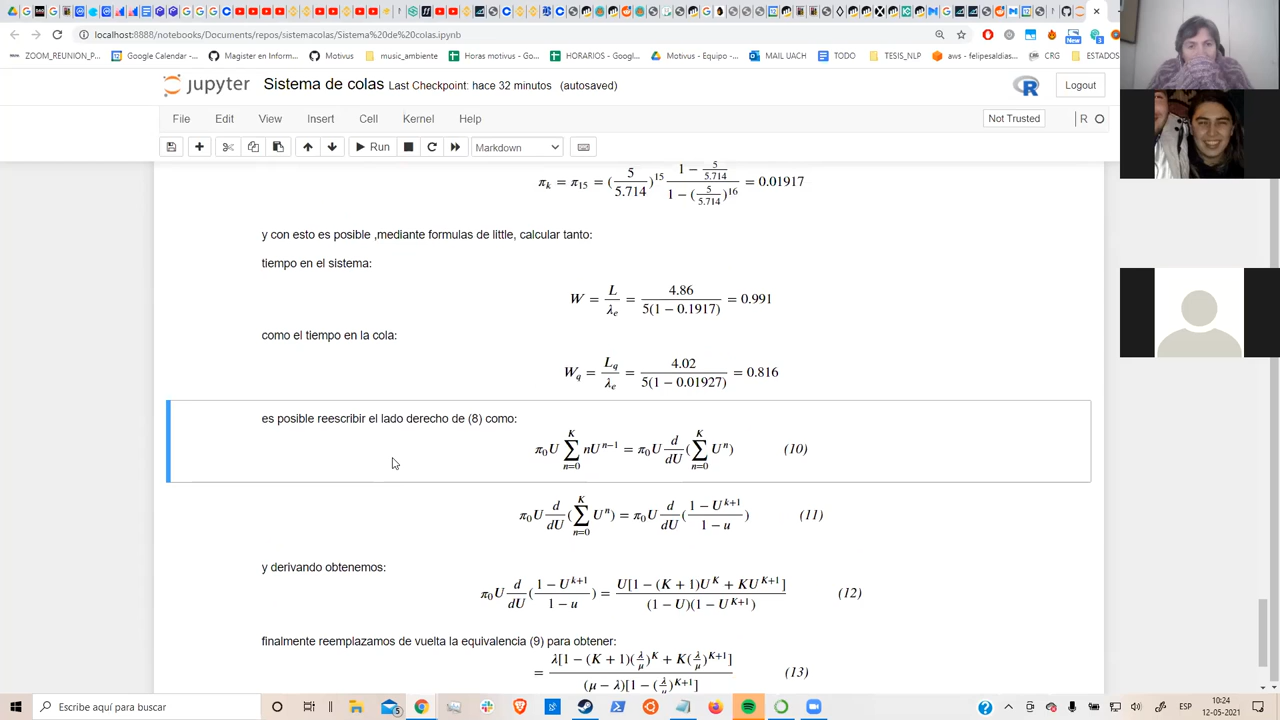 localhost:8888/notebooks/Documents/repos/sistemacolas/Sistema%20de%20colas.ipynb
ZOOM_REUNION_P... Google Calendar Magister en Infor... Motivus Horas motivus - Go... HORARIOS - Googl... Motivus - Equipo - ... MAIL UACH TODO TESIS_NLP aws - felipesaldias... CRG ESTADOS
jupyter Sistema de colas Last Checkpoint: hace 32 minutos (autosaved) R Logout
File Edit View Insert Cell Kernel Help Not Trusted R
Run Markdown
π_k = π_15 = (5/5.714)^15 (1 − 5/5.714)/(1 − (5/5.714)^16) = 0.01917
y con esto es posible ,mediante formulas de little, calcular tanto:
tiempo en el sistema:
W = L/λ_e = 4.86/5(1 − 0.1917) = 0.991
como el tiempo en la cola:
W_q = L_q/λ_e = 4.02/5(1 − 0.01927) = 0.816
es posible reescribir el lado derecho de (8) como:
π_0 U ∑_{n=0}^{K} nU^{n−1} = π_0 U d/dU (∑_{n=0}^{K} U^n) (10)
π_0 U d/dU (∑_{n=0}^{K} U^n) = π_0 U d/dU ((1 − U^{k+1})/(1 − u)) (11)
y derivando obtenemos:
π_0 U d/dU ((1 − U^{k+1})/(1 − u)) = U[1 − (K + 1)U^K + KU^{K+1}]/(1 − U)(1 − U^{K+1}) (12)
finalmente reemplazamos de vuelta la equivalencia (9) para obtener:
= λ[1 − (K + 1)(λ/μ)^K + K(λ/μ)^{K+1}]/(μ − λ)[1 − (λ/μ)^{K+1}] (13)
Escribe aquí para buscar
ESP
10:24
12-05-2021